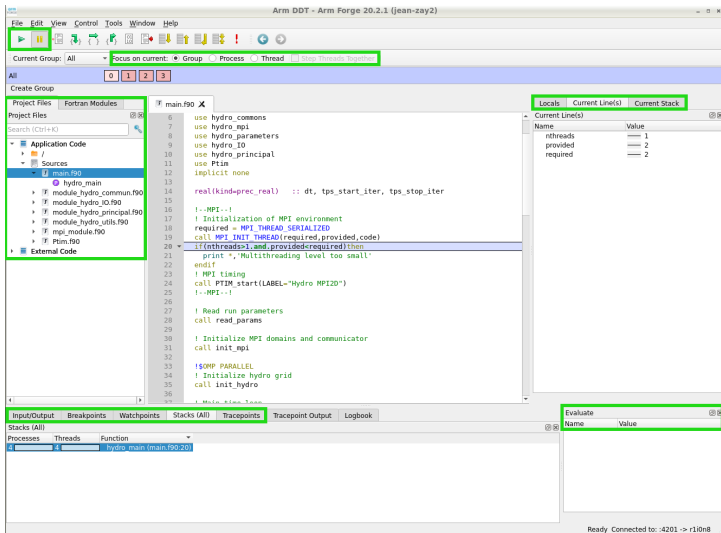 Arm DDT - Arm Forge 20.2.1 (jean-zay2)
File Edit View Control Tools Window Help
Current Group: All Focus on current: Group Process Thread Step Threads Together
All 0 1 2 3
Create Group
Project Files Fortran Modules
Project Files
Search (Ctrl+K)
Application Code
/
Sources
main.f90
hydro_main
module_hydro_commun.f90
module_hydro_IO.f90
module_hydro_principal.f90
module_hydro_utils.f90
mpi_module.f90
Ptim.f90
External Code
main.f90
6 use hydro_commons
7 use hydro_mpi
8 use hydro_parameters
9 use hydro_IO
10 use hydro_principal
11 use Ptim
12 implicit none
13
14 real(kind=prec_real) :: dt, tps_start_iter, tps_stop_iter
15
16 !--MPI--!
17 ! Initialization of MPI environment
18 required = MPI_THREAD_SERIALIZED
19 call MPI_INIT_THREAD(required,provided,code)
20 if(nthreads>1.and.provided<required)then
21 print *,'Multithreading level too small'
22 endif
23 ! MPI timing
24 call PTIM_start(LABEL="Hydro MPI2D")
25 !--MPI--!
26
27 ! Read run parameters
28 call read_params
29
30 ! Initialize MPI domains and communicator
31 call init_mpi
32
33 !$OMP PARALLEL
34 ! Initialize hydro grid
35 call init_hydro
36
Locals Current Line(s) Current Stack
Current Line(s)
Name Value
nthreads 1
provided 2
required 2
Input/Output Breakpoints Watchpoints Stacks (All) Tracepoints Tracepoint Output Logbook
Stacks (All)
Processes Threads Function
4 4 hydro_main (main.f90:20)
Evaluate
Name Value
Ready Connected to: :4201 -> r1i0n8